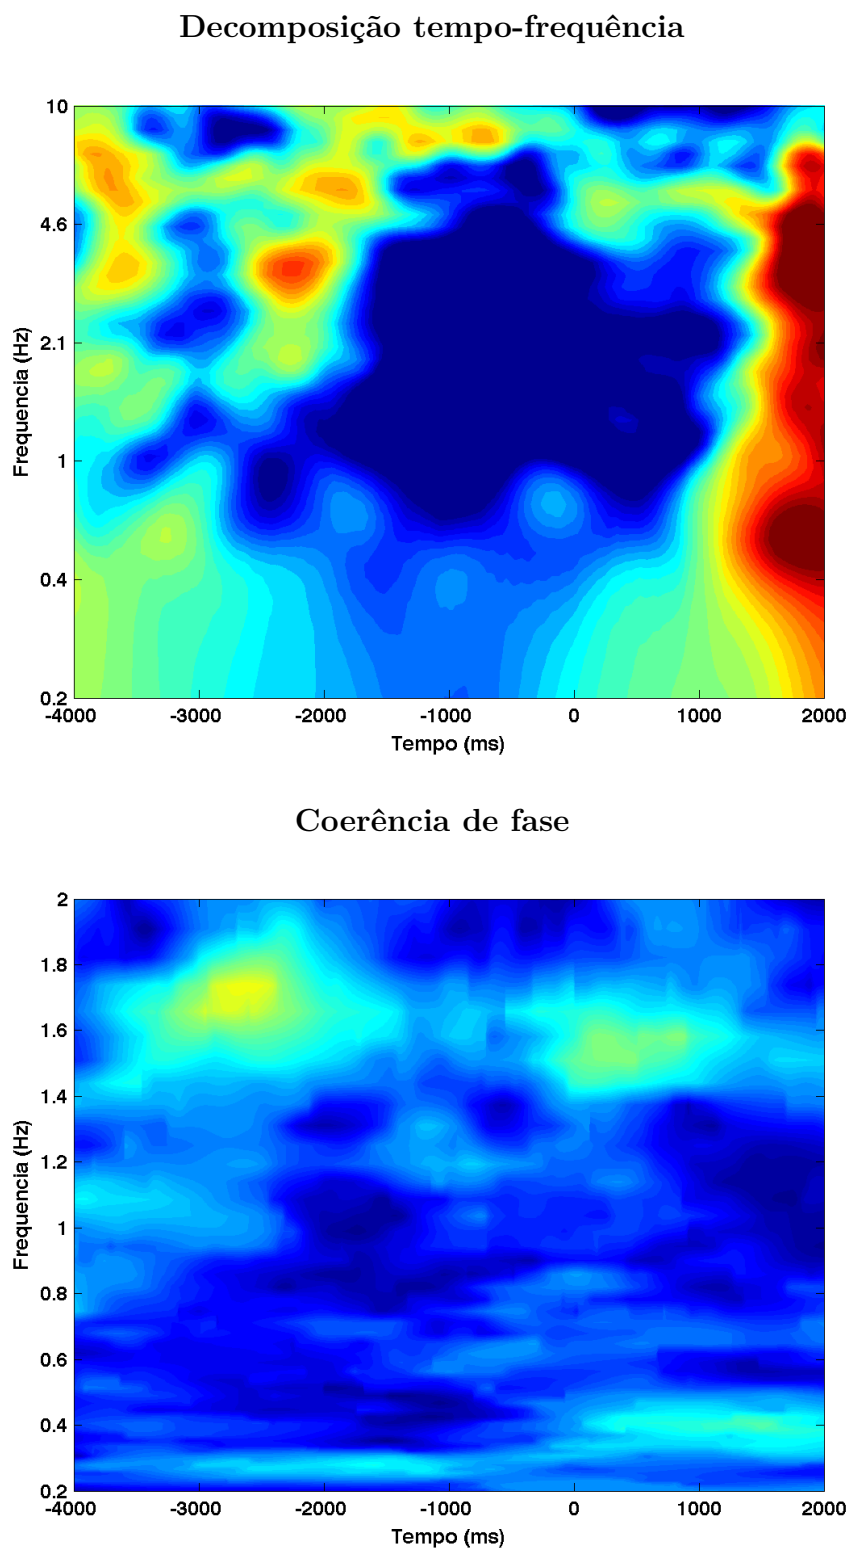 Decomposição tempo-frequência
10
4.6
2.1
1
0.4
0.2
Frequencia (Hz)
-4000 -3000 -2000 -1000 0 1000 2000
Tempo (ms)
Coerência de fase
2
1.8
1.6
1.4
1.2
1
0.8
0.6
0.4
0.2
Frequencia (Hz)
-4000 -3000 -2000 -1000 0 1000 2000
Tempo (ms)